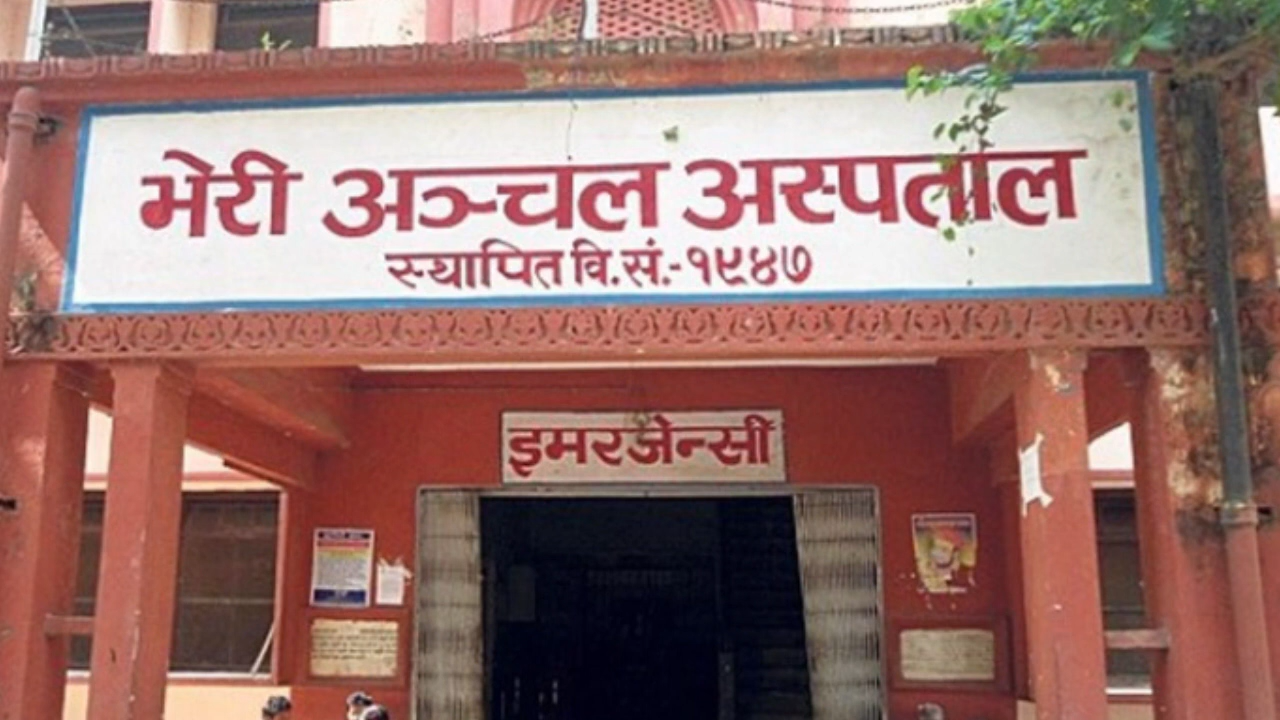 भेरी अञ्चल अस्पताल
स्थापित वि.सं.-१९४७
इमरजेन्सी